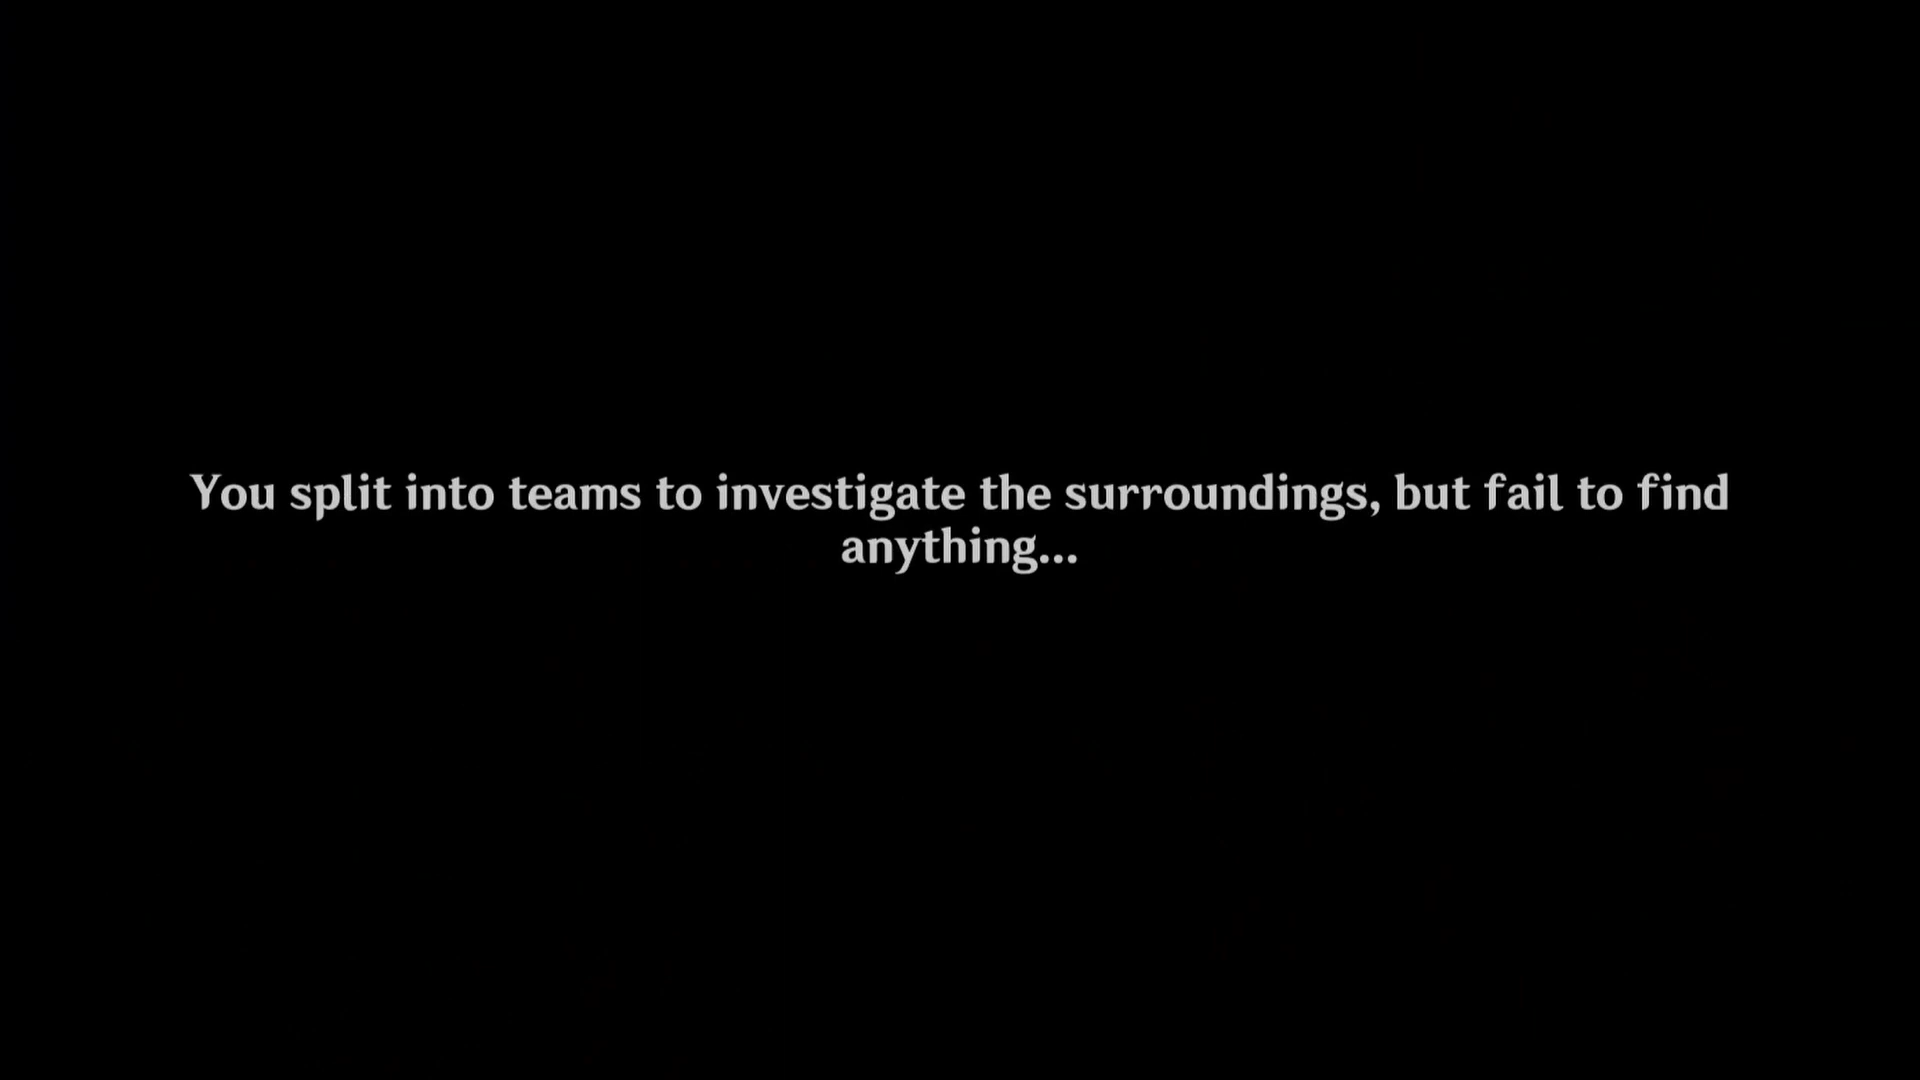 You split into teams to investigate the surroundings, but fail to find
anything...